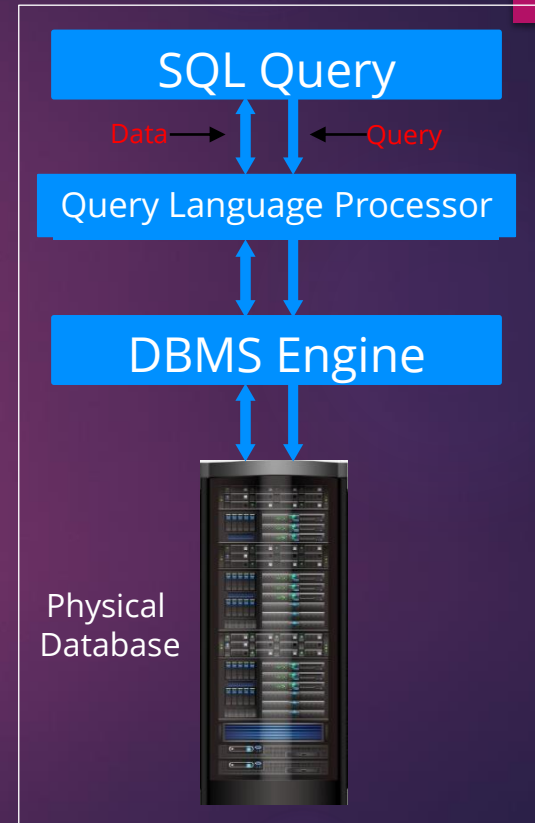 SQL Query
Data
Query
Query Language Processor
DBMS Engine
Physical
Database